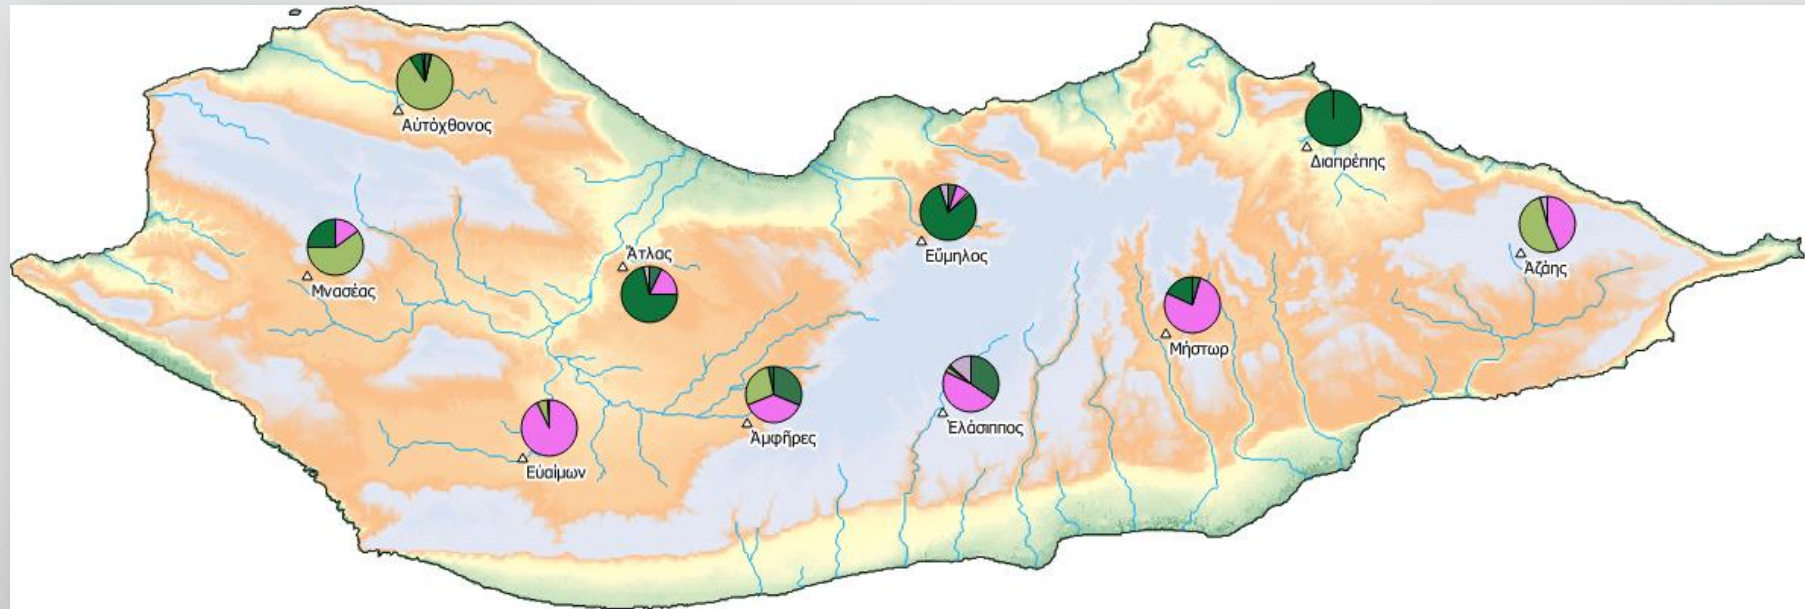 Αὐτόχθονος
Διαπρέπης
Μνασέας
Ἄτλας
Εὔμηλος
Ἀζάης
Μήστωρ
Ἀμφῆρες
Ἐλάσιππος
Εὐαίμων